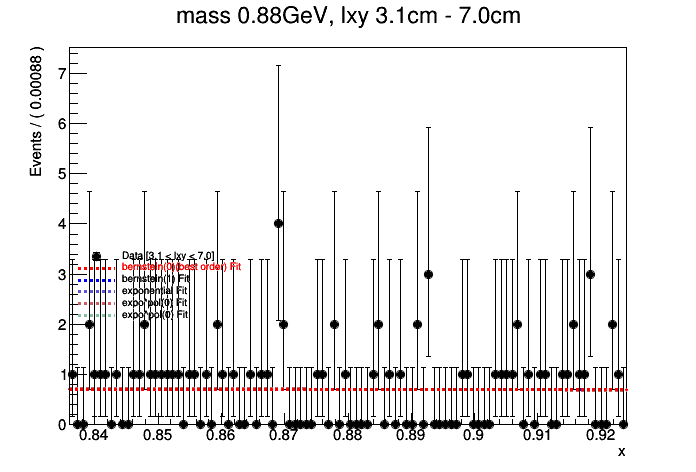 mass 0.88GeV, lxy 3.1cm - 7.0cm
Events / ( 0.00088 )
7
6
5
4
3
2
1
0
Data [3.1 < lxy < 7.0]
bernstein(0)(best order) Fit
bernstein(1) Fit
exponential Fit
expo*pol(0) Fit
expo*pol(0) Fit
0.84 0.85 0.86 0.87 0.88 0.89 0.9 0.91 0.92
x